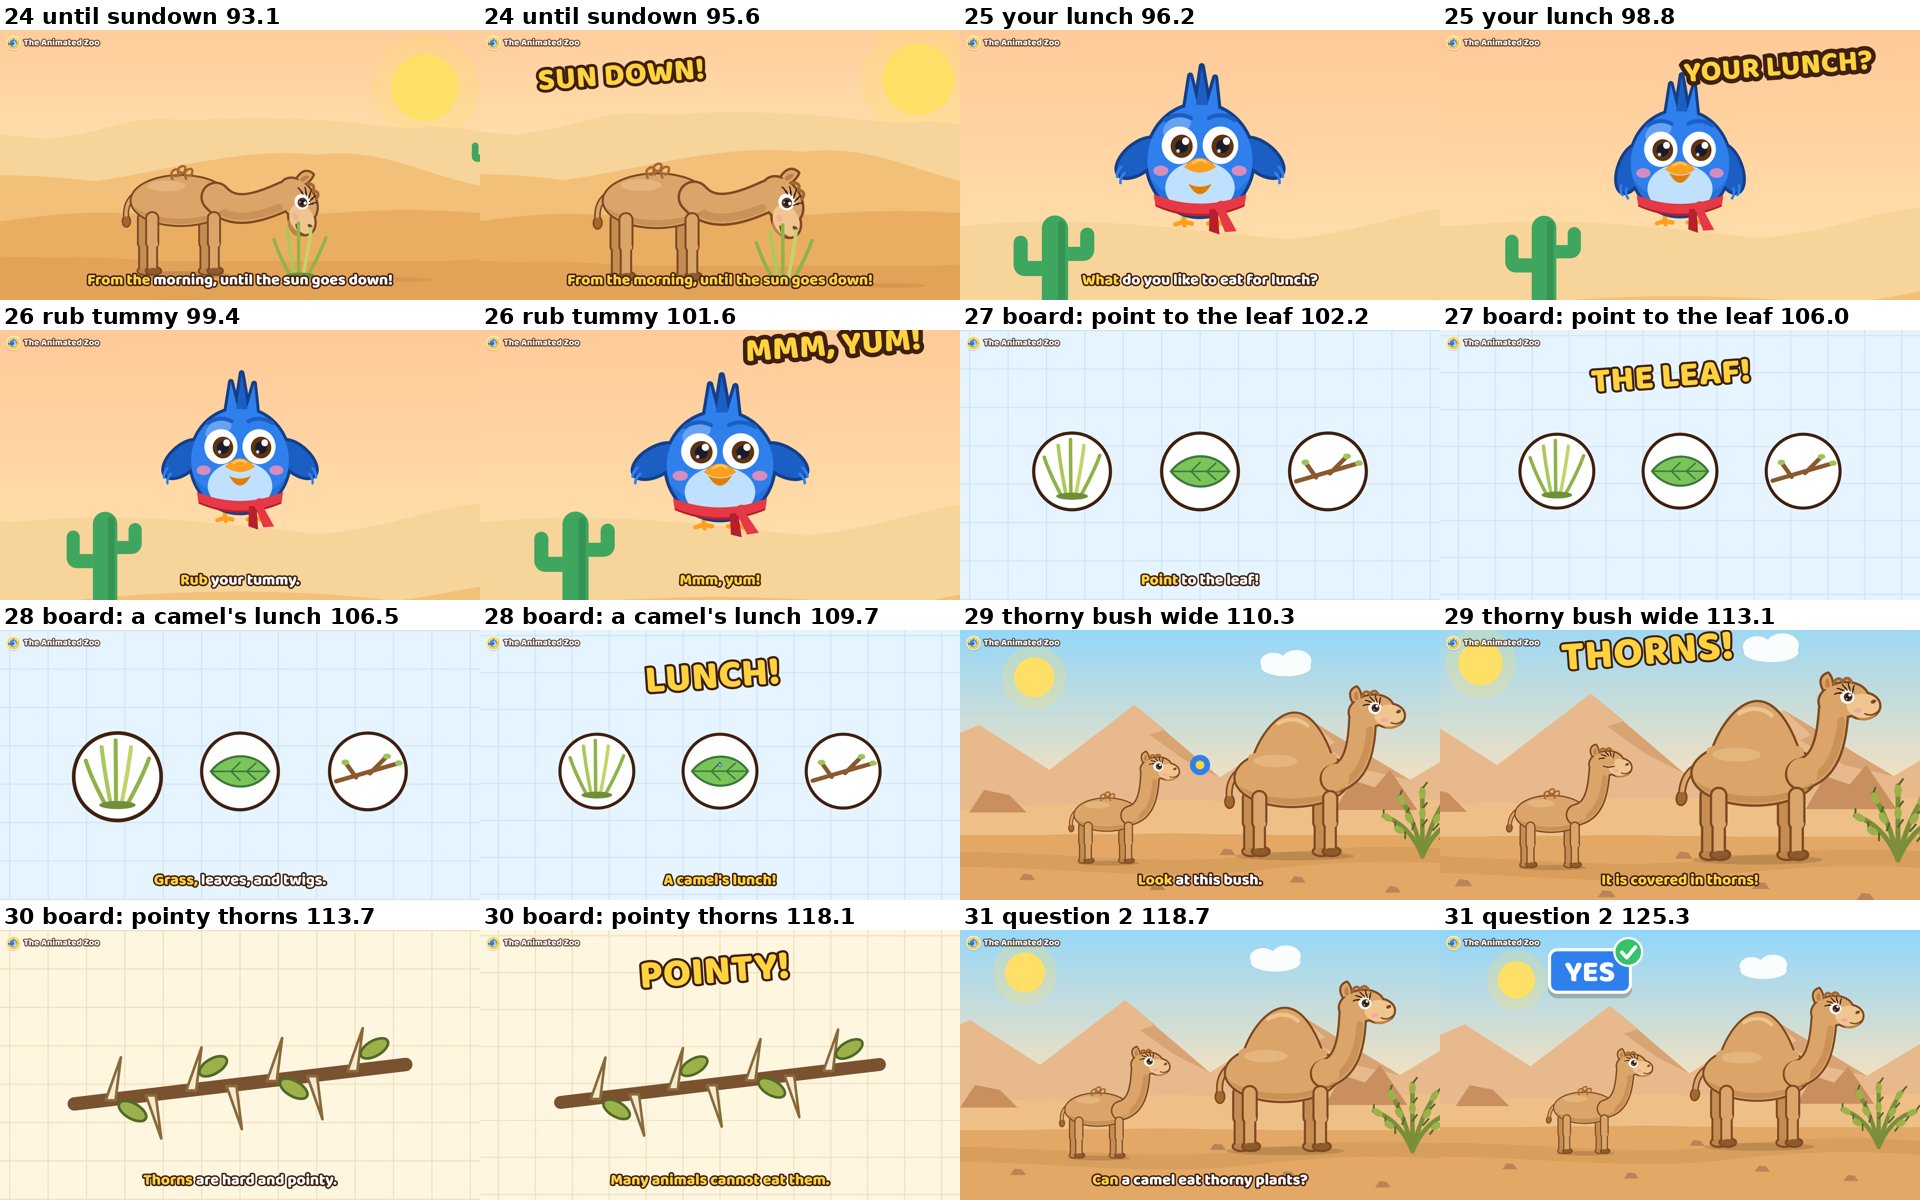 24 until sundown 93.1
24 until sundown 95.6
25 your lunch 96.2
25 your lunch 98.8
The Animated Zoo
The Animated Zoo
SUN DOWN!
The Animated Zoo
The Animated Zoo
YOUR LUNCH?
From the morning, until the sun goes down!
From the morning, until the sun goes down!
What do you like to eat for lunch?
26 rub tummy 99.4
26 rub tummy 101.6
27 board: point to the leaf 102.2
27 board: point to the leaf 106.0
The Animated Zoo
The Animated Zoo
MMM, YUM!
The Animated Zoo
The Animated Zoo
THE LEAF!
Rub your tummy.
Mmm, yum!
Point to the leaf!
28 board: a camel's lunch 106.5
28 board: a camel's lunch 109.7
29 thorny bush wide 110.3
29 thorny bush wide 113.1
The Animated Zoo
The Animated Zoo
LUNCH!
The Animated Zoo
The Animated Zoo
THORNS!
Grass, leaves, and twigs.
A camel's lunch!
Look at this bush.
It is covered in thorns!
30 board: pointy thorns 113.7
30 board: pointy thorns 118.1
31 question 2 118.7
31 question 2 125.3
The Animated Zoo
The Animated Zoo
POINTY!
The Animated Zoo
The Animated Zoo
YES
Thorns are hard and pointy.
Many animals cannot eat them.
Can a camel eat thorny plants?